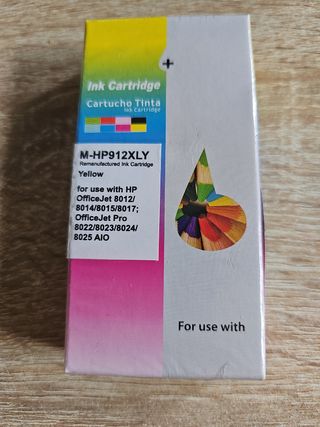 Ink Cartridge
Cartucho Tinta
Ink Cartridge
M-HP912XLY
Remanufactured Ink Cartridge
Yellow
for use with HP
OfficeJet 8012/
8014/8015/8017;
OfficeJet Pro
8022/8023/8024/
8025 AIO
For use with